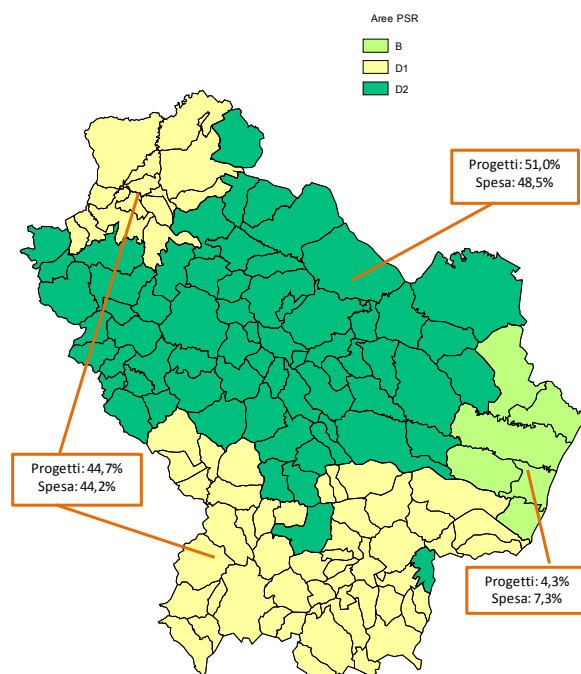 Aree PSR
B
D1
D2
Progetti: 51,0%
Spesa: 48,5%
Progetti: 44,7%
Spesa: 44,2%
Progetti: 4,3%
Spesa: 7,3%